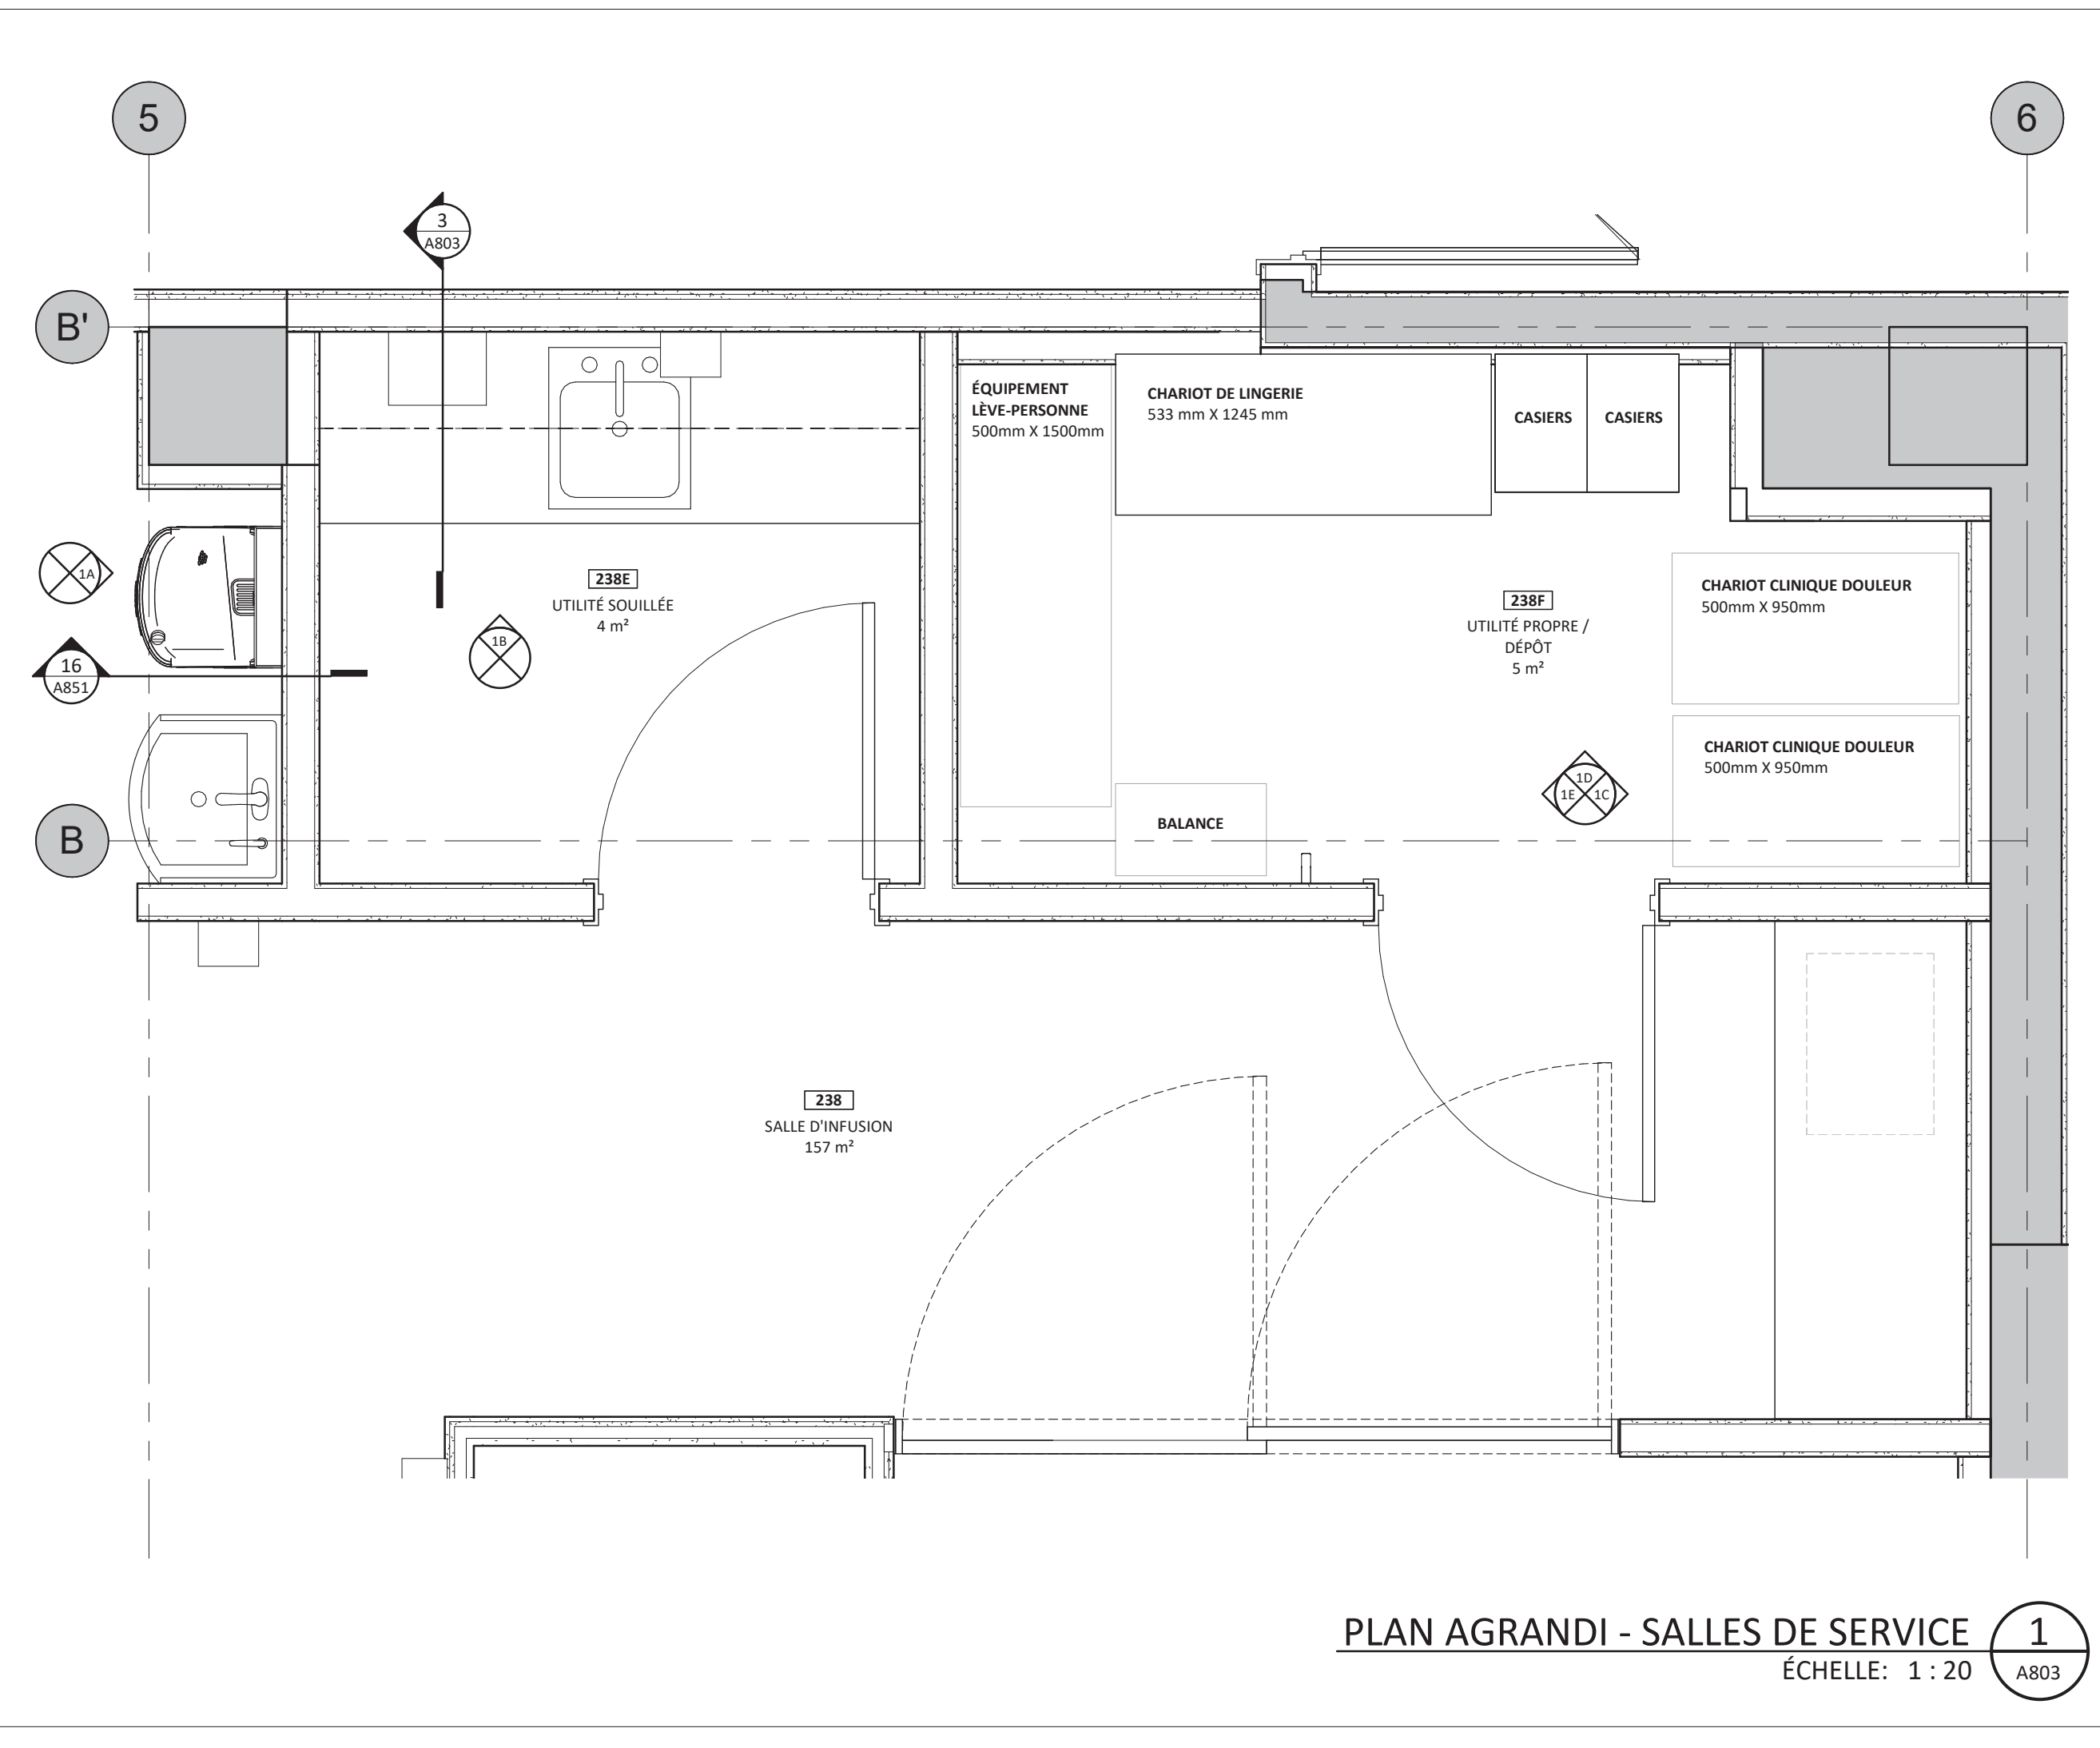 5
6
3
A803
B'
ÉQUIPEMENT
LÈVE-PERSONNE
500mm X 1500mm
CHARIOT DE LINGERIE
533 mm X 1245 mm
CASIERS
CASIERS
1A
238E
UTILITÉ SOUILLÉE
4 m²
1B
238F
UTILITÉ PROPRE /
DÉPÔT
5 m²
CHARIOT CLINIQUE DOULEUR
500mm X 950mm
16
A851
CHARIOT CLINIQUE DOULEUR
500mm X 950mm
1D
1E
1C
B
BALANCE
238
SALLE D'INFUSION
157 m²
PLAN AGRANDI - SALLES DE SERVICE
ÉCHELLE: 1 : 20
1
A803